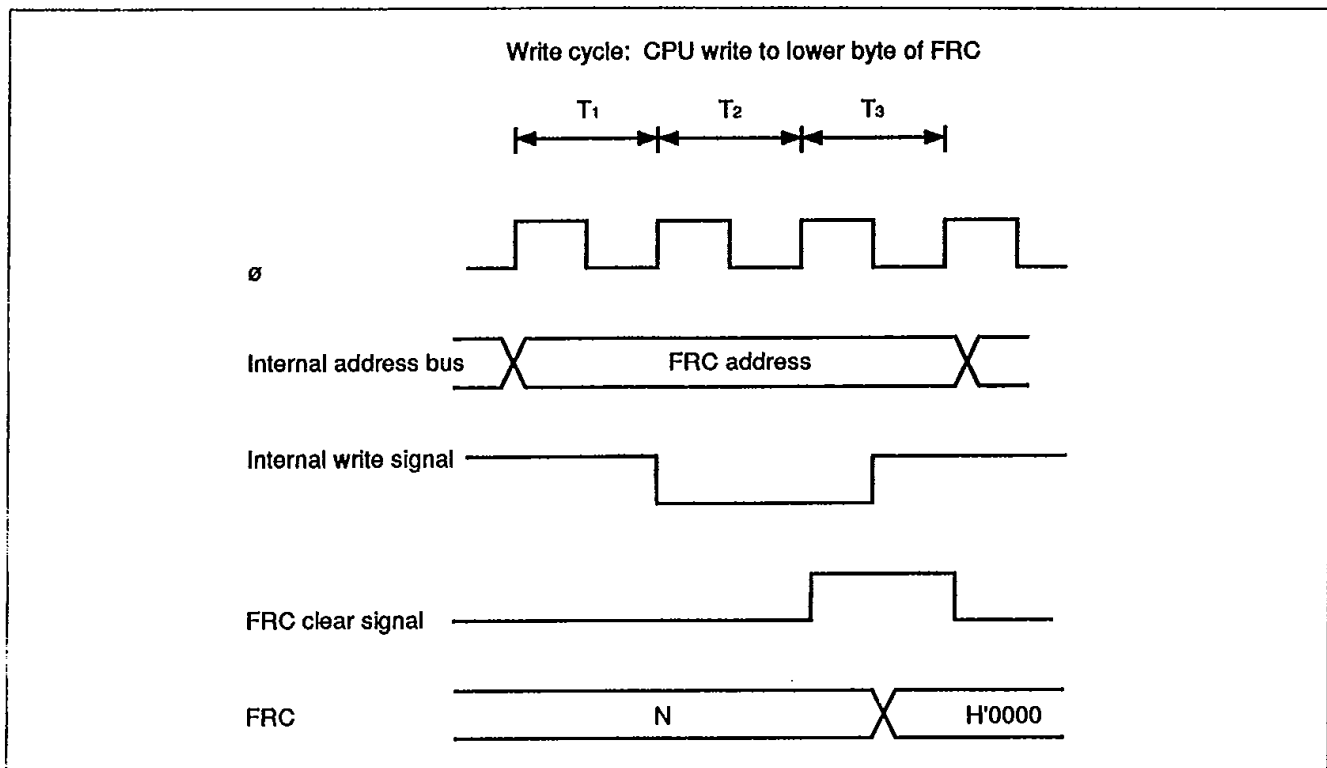 Write cycle: CPU write to lower byte of FRC
T1 T2 T3
ø
Internal address bus FRC address
Internal write signal
FRC clear signal
FRC N H'0000